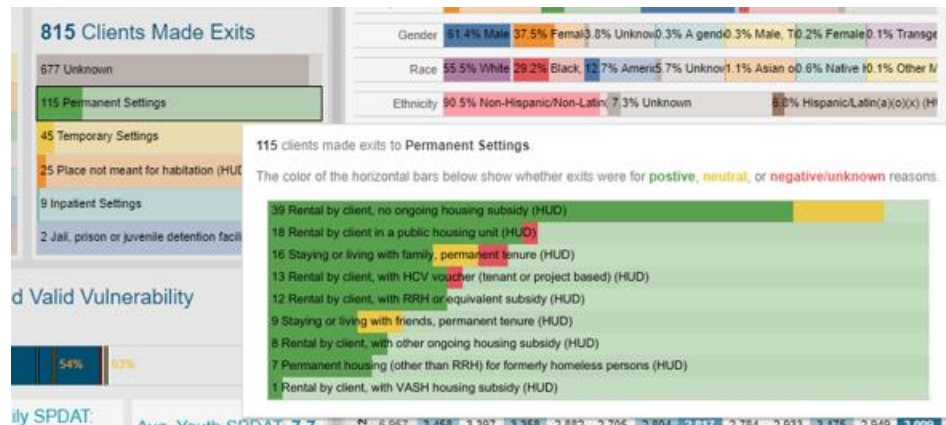 815 Clients Made Exits
677 Unknown
115 Permanent Settings
45 Temporary Settings
25 Place not meant for habitation (HUD
9 Inpatient Settings
2 Jail, prison or juvenile detention facili
Gender 61.4% Male 37.5% Femal 3.8% Unknow 0.3% A gend 0.3% Male, T 0.2% Female 0.1% Transge
Race 55.5% White 29.2% Black, 12.7% Americ 5.7% Unknow 1.1% Asian o 0.6% Native H 0.1% Other M
Ethnicity 90.5% Non-Hispanic/Non-Latin( 7.3% Unknown 6.8% Hispanic/Latin(a)(o)(x) (H
115 clients made exits to Permanent Settings.
The color of the horizontal bars below show whether exits were for postive, neutral, or negative/unknown reasons.
39 Rental by client, no ongoing housing subsidy (HUD)
18 Rental by client in a public housing unit (HUD)
16 Staying or living with family, permanent tenure (HUD)
13 Rental by client, with HCV voucher (tenant or project based) (HUD)
12 Rental by client, with RRH or equivalent subsidy (HUD)
9 Staying or living with friends, permanent tenure (HUD)
8 Rental by client, with other ongoing housing subsidy (HUD)
7 Permanent housing (other than RRH) for formerly homeless persons (HUD)
1 Rental by client, with VASH housing subsidy (HUD)
d Valid Vulnerability
54%
ily SPDAT: